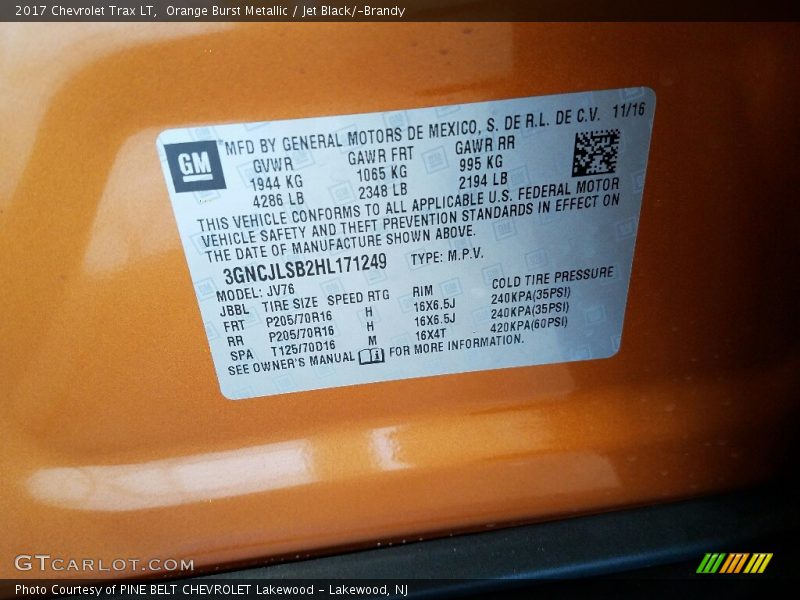 2017 Chevrolet Trax LT,  Orange Burst Metallic / Jet Black/-Brandy
GM
MFD BY GENERAL MOTORS DE MEXICO, S. DE R.L. DE C.V. 11/16
GVWR GAWR FRT GAWR RR
1944 KG 1065 KG 995 KG
4286 LB 2348 LB 2194 LB
THIS VEHICLE CONFORMS TO ALL APPLICABLE U.S. FEDERAL MOTOR
VEHICLE SAFETY AND THEFT PREVENTION STANDARDS IN EFFECT ON
THE DATE OF MANUFACTURE SHOWN ABOVE.
3GNCJLSB2HL171249 TYPE: M.P.V.
MODEL: JV76
JBBL TIRE SIZE SPEED RTG RIM COLD TIRE PRESSURE
FRT P205/70R16 H 16X6.5J 240KPA(35PSI)
RR P205/70R16 H 16X6.5J 240KPA(35PSI)
SPA T125/70D16 M 16X4T 420KPA(60PSI)
SEE OWNER'S MANUAL FOR MORE INFORMATION.
GTCARLOT.COM
Photo Courtesy of PINE BELT CHEVROLET Lakewood - Lakewood, NJ